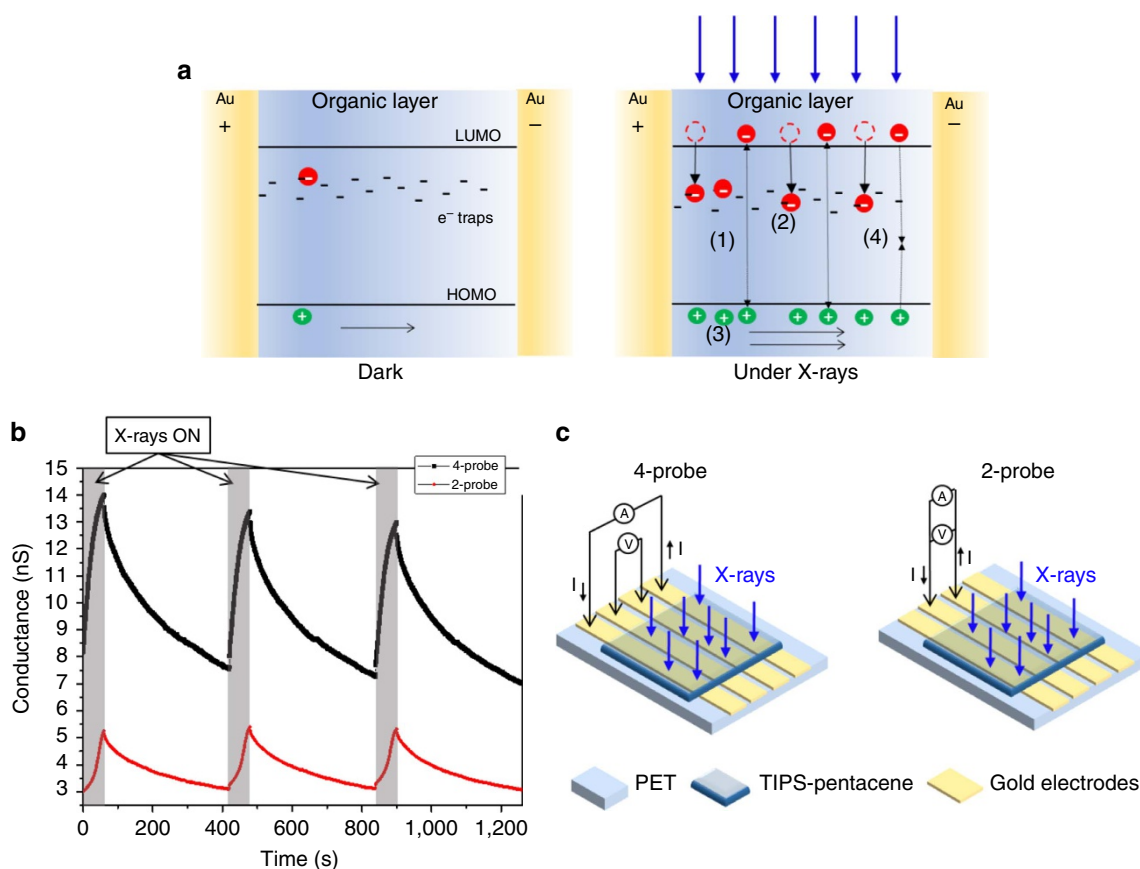 a
Au
+
Organic layer
Au
−
LUMO
−
e⁻ traps
HOMO
+
Dark
Au
+
Organic layer
Au
−
− − −
− − − −
(1)
(2)
(4)
+ + + + + + +
(3)
Under X-rays
b
X-rays ON
4-probe
2-probe
15
14
13
12
11
10
9
8
7
6
5
4
3
Conductance (nS)
0 200 400 600 800 1,000 1,200
Time (s)
c
4-probe
A
V
I
I
X-rays
2-probe
A
V
I
I
X-rays
PET
TIPS-pentacene
Gold electrodes